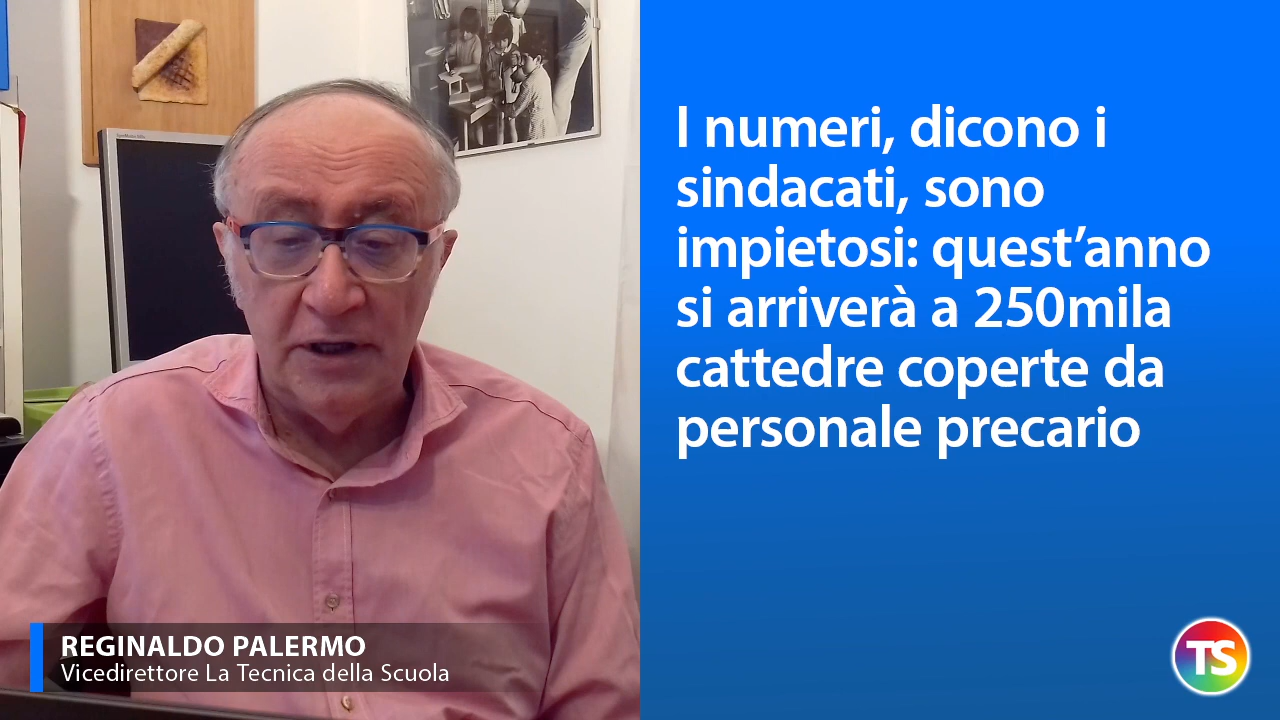 I numeri, dicono i
sindacati, sono
impietosi: quest’anno
si arriverà a 250mila
cattedre coperte da
personale precario
REGINALDO PALERMO
Vicedirettore La Tecnica della Scuola
TS